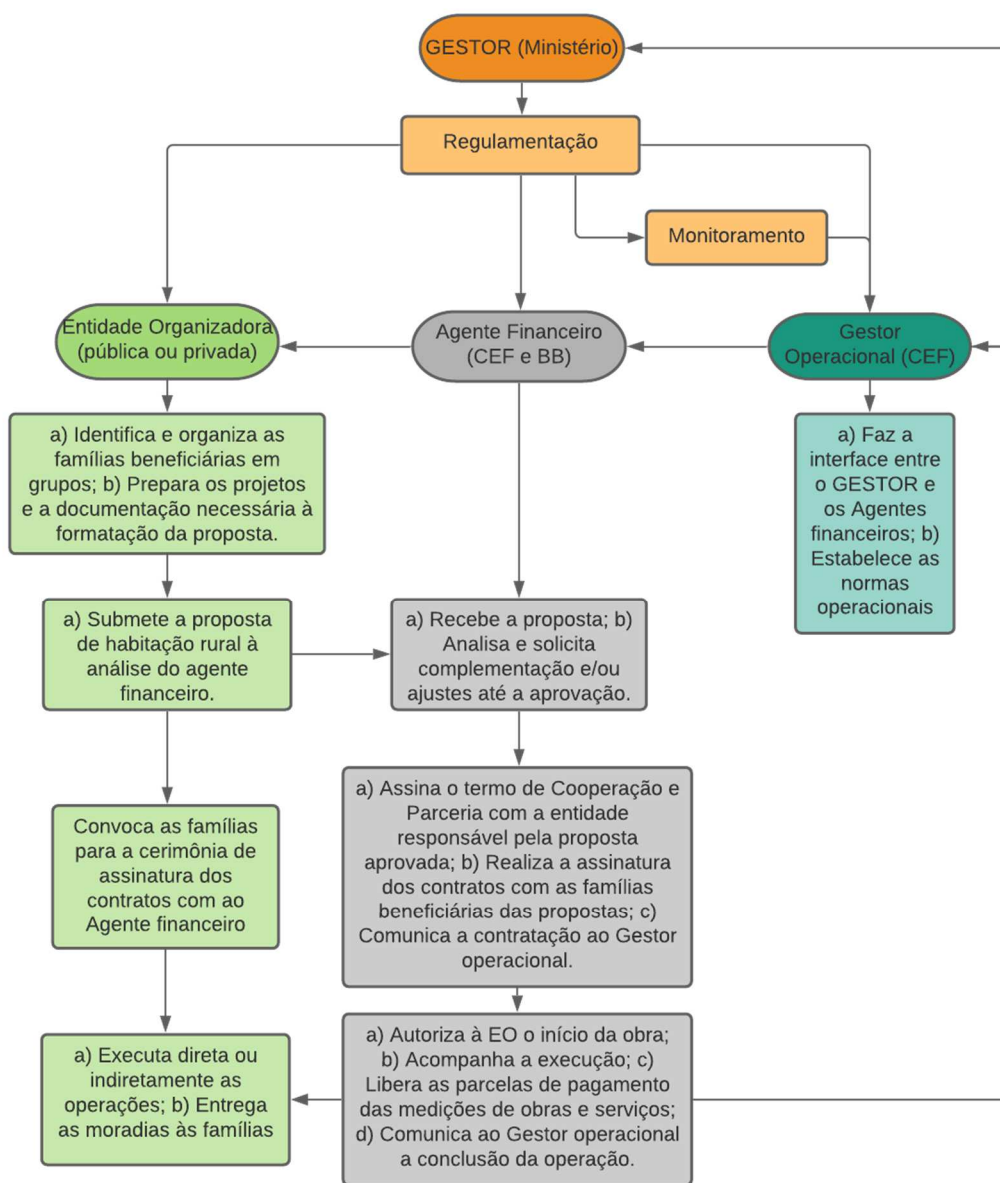 GESTOR (Ministério)
Regulamentação
Monitoramento
Entidade Organizadora
(pública ou privada)
Agente Financeiro
(CEF e BB)
Gestor
Operacional (CEF)
a) Identifica e organiza as
famílias beneficiárias em
grupos; b) Prepara os projetos
e a documentação necessária à
formatação da proposta.
a) Faz a
interface entre
o GESTOR e
os Agentes
financeiros; b)
Estabelece as
normas
operacionais
a) Submete a proposta
de habitação rural à
análise do agente
financeiro.
a) Recebe a proposta; b)
Analisa e solicita
complementação e/ou
ajustes até a aprovação.
a) Assina o termo de Cooperação e
Parceria com a entidade
responsável pela proposta
aprovada; b) Realiza a assinatura
dos contratos com as famílias
beneficiárias das propostas; c)
Comunica a contratação ao Gestor
operacional.
Convoca as famílias
para a cerimônia de
assinatura dos
contratos com ao
Agente financeiro
a) Executa direta ou
indiretamente as
operações; b) Entrega
as moradias às famílias
a) Autoriza à EO o início da obra;
b) Acompanha a execução; c)
Libera as parcelas de pagamento
das medições de obras e serviços;
d) Comunica ao Gestor operacional
a conclusão da operação.